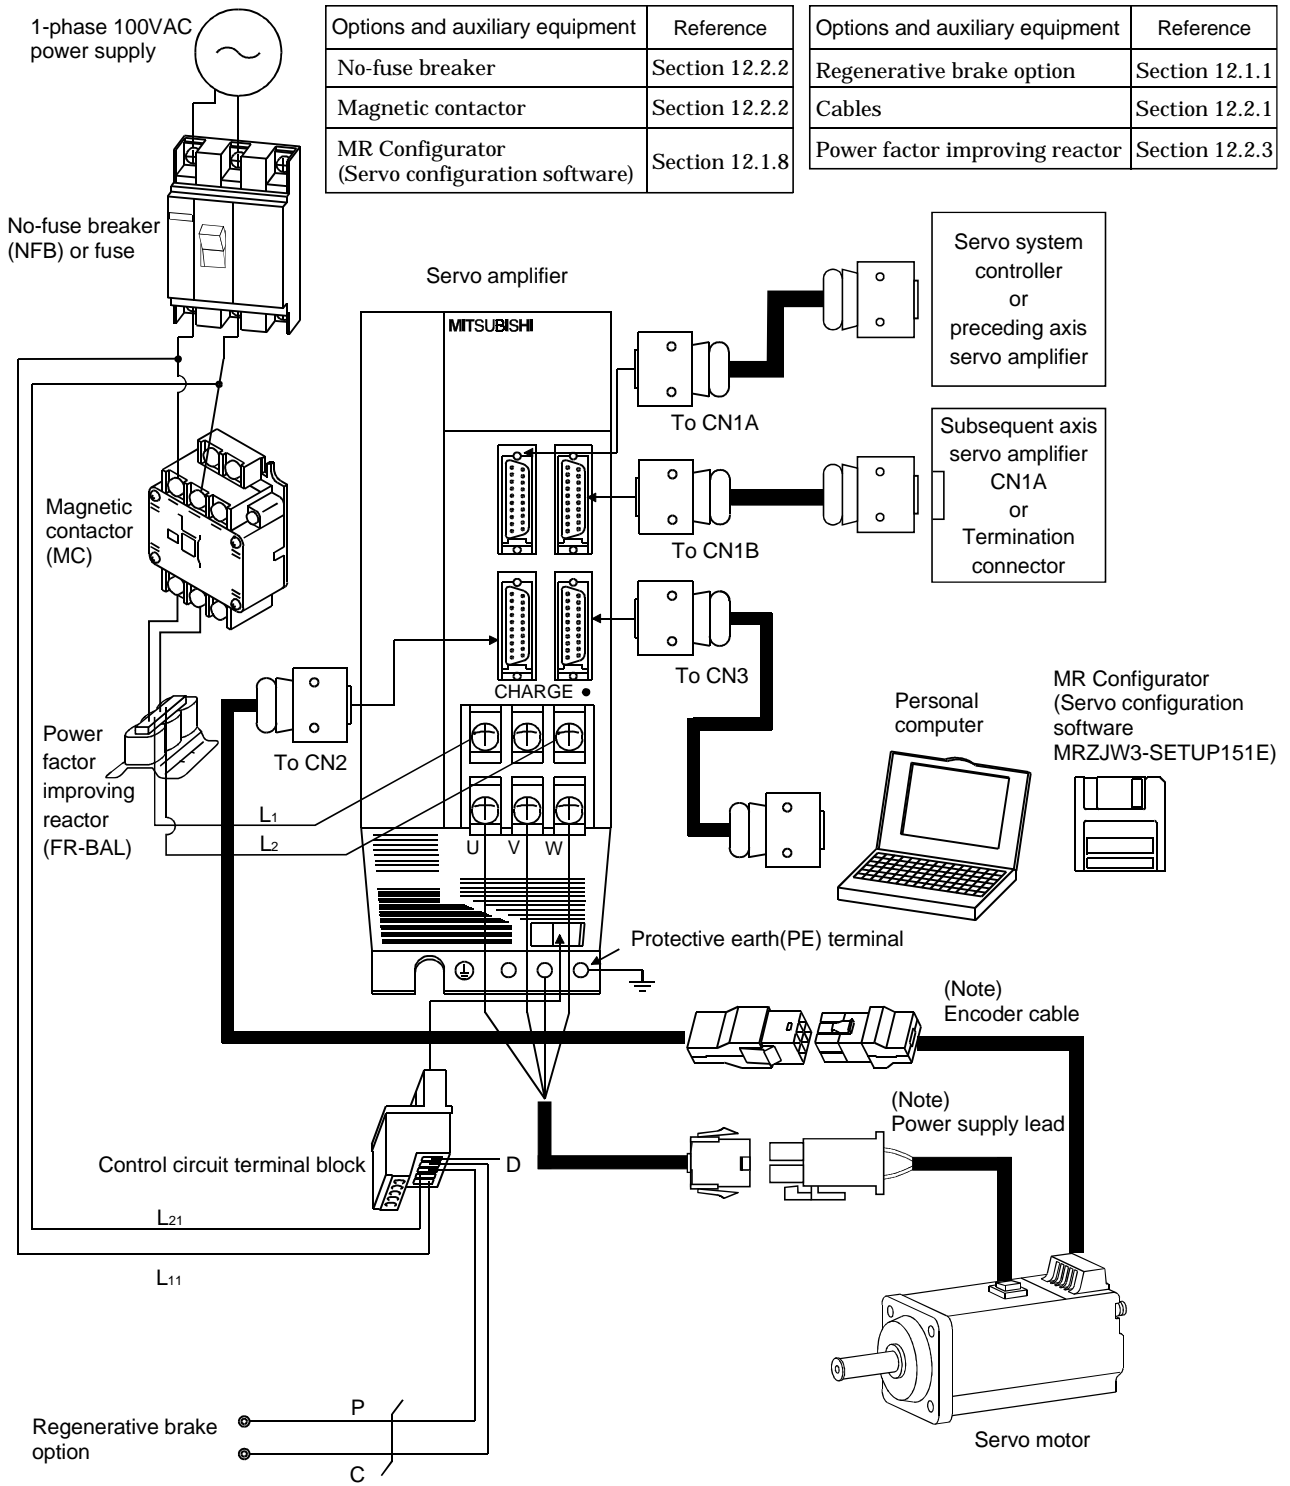 1-phase 100VAC
power supply
Options and auxiliary equipment Reference
No-fuse breaker Section 12.2.2
Magnetic contactor Section 12.2.2
MR Configurator
(Servo configuration software) Section 12.1.8
Options and auxiliary equipment Reference
Regenerative brake option Section 12.1.1
Cables Section 12.2.1
Power factor improving reactor Section 12.2.3
No-fuse breaker
(NFB) or fuse
Servo amplifier
MITSUBISHI
Servo system
controller
or
preceding axis
servo amplifier
To CN1A
Subsequent axis
servo amplifier
CN1A
or
Termination
connector
To CN1B
Magnetic
contactor
(MC)
To CN3
CHARGE
To CN2
Power
factor
improving
reactor
(FR-BAL)
L1
L2
U V W
Personal
computer
MR Configurator
(Servo configuration
software
MRZJW3-SETUP151E)
Protective earth(PE) terminal
(Note)
Encoder cable
(Note)
Power supply lead
Control circuit terminal block
D
L21
L11
Regenerative brake
option
P
C
Servo motor